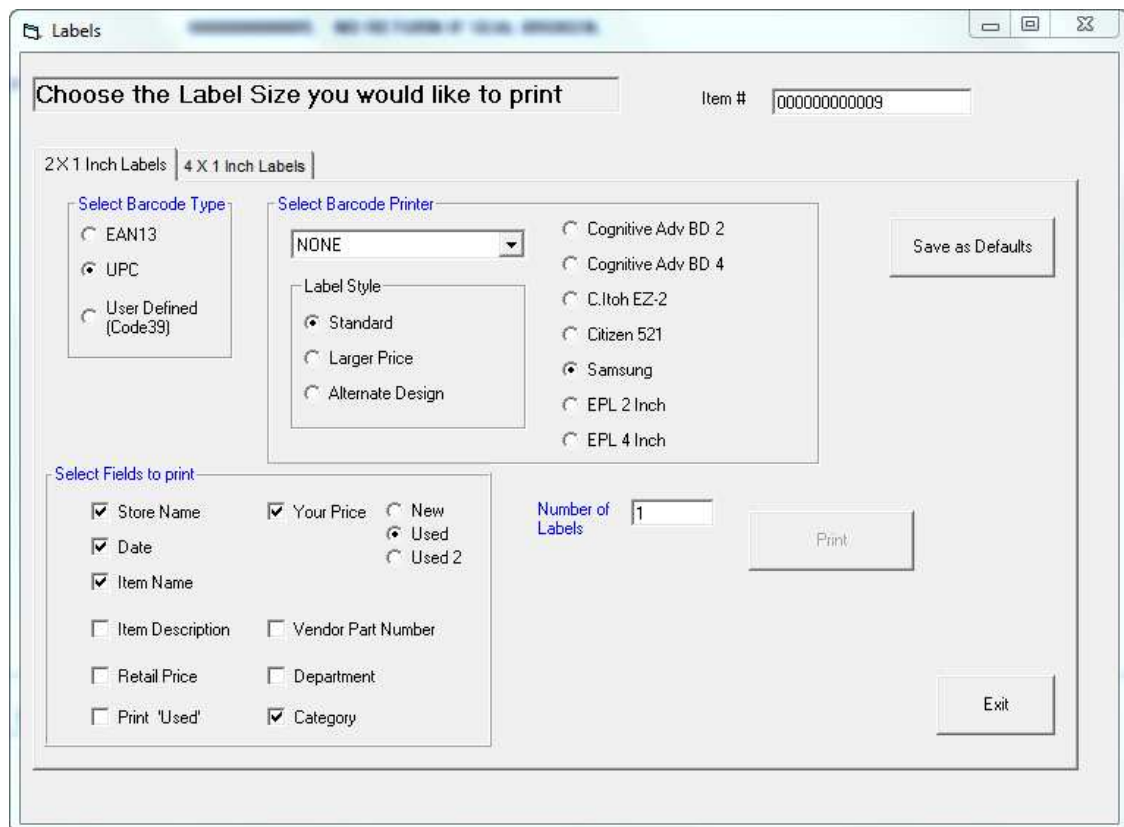 Labels
Choose the Label Size you would like to print
Item #
000000000009
2X1 Inch Labels
4 X 1 Inch Labels
Select Barcode Type
EAN13
UPC
User Defined
(Code39)
Select Barcode Printer
NONE
Label Style
Standard
Larger Price
Alternate Design
Cognitive Adv BD 2
Cognitive Adv BD 4
C.Itoh EZ-2
Citizen 521
Samsung
EPL 2 Inch
EPL 4 Inch
Save as Defaults
Select Fields to print
Store Name
Date
Item Name
Item Description
Retail Price
Print 'Used'
Your Price
New
Used
Used 2
Vendor Part Number
Department
Category
Number of
Labels
1
Print
Exit